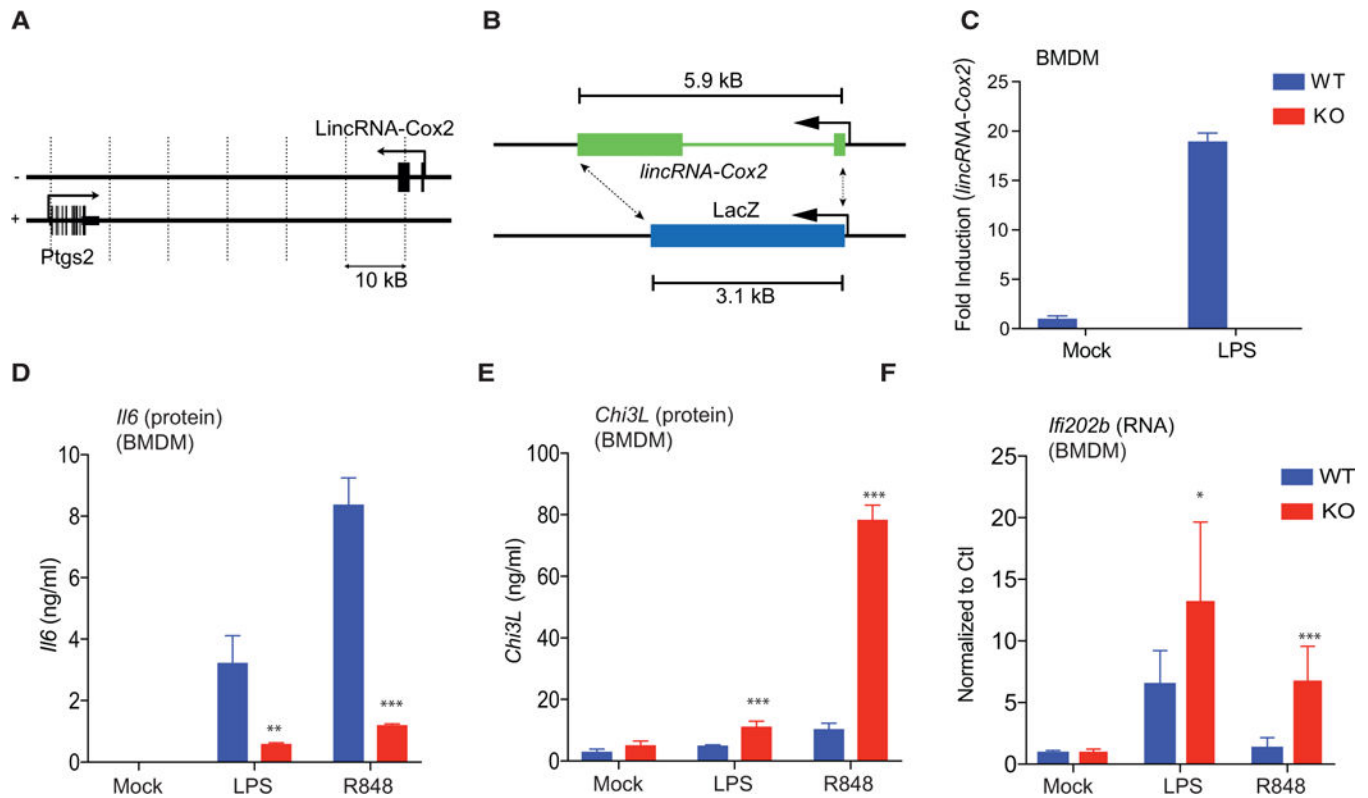 A
LincRNA-Cox2
-
+
Ptgs2
10 kB
B
5.9 kB
lincRNA-Cox2
LacZ
3.1 kB
C
BMDM
WT
KO
Fold Induction (lincRNA-Cox2)
25
20
15
10
5
0
Mock LPS
D
Il6 (protein)
(BMDM)
Il6 (ng/ml)
10
8
6
4
2
0
**
***
Mock LPS R848
E
Chi3L (protein)
(BMDM)
Chi3L (ng/ml)
100
80
60
40
20
0
***
***
Mock LPS R848
F
Ifi202b (RNA)
(BMDM)
WT
KO
Normalized to Ctl
25
20
15
10
5
0
*
***
Mock LPS R848